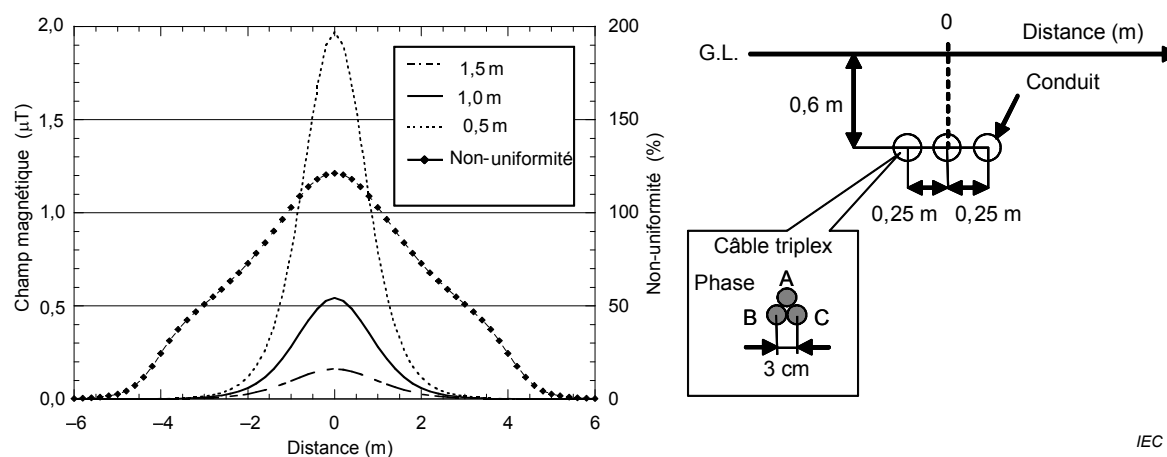 2,0
1,5
1,0
0,5
0,0
Champ magnétique (µT)
200
150
100
50
0
Non-uniformité (%)
1,5 m
1,0 m
0,5 m
Non-uniformité
–6 –4 –2 0 2 4 6
Distance (m)
0
Distance (m)
G.L.
0,6 m
Conduit
0,25 m 0,25 m
Câble triplex
Phase
A
B C
3 cm
IEC